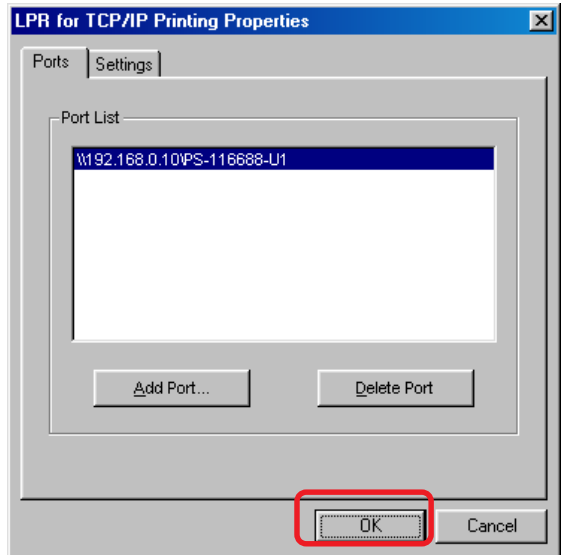 LPR for TCP/IP Printing Properties
Ports Settings
Port List
\\192.168.0.10\PS-116688-U1
Add Port... Delete Port
OK Cancel